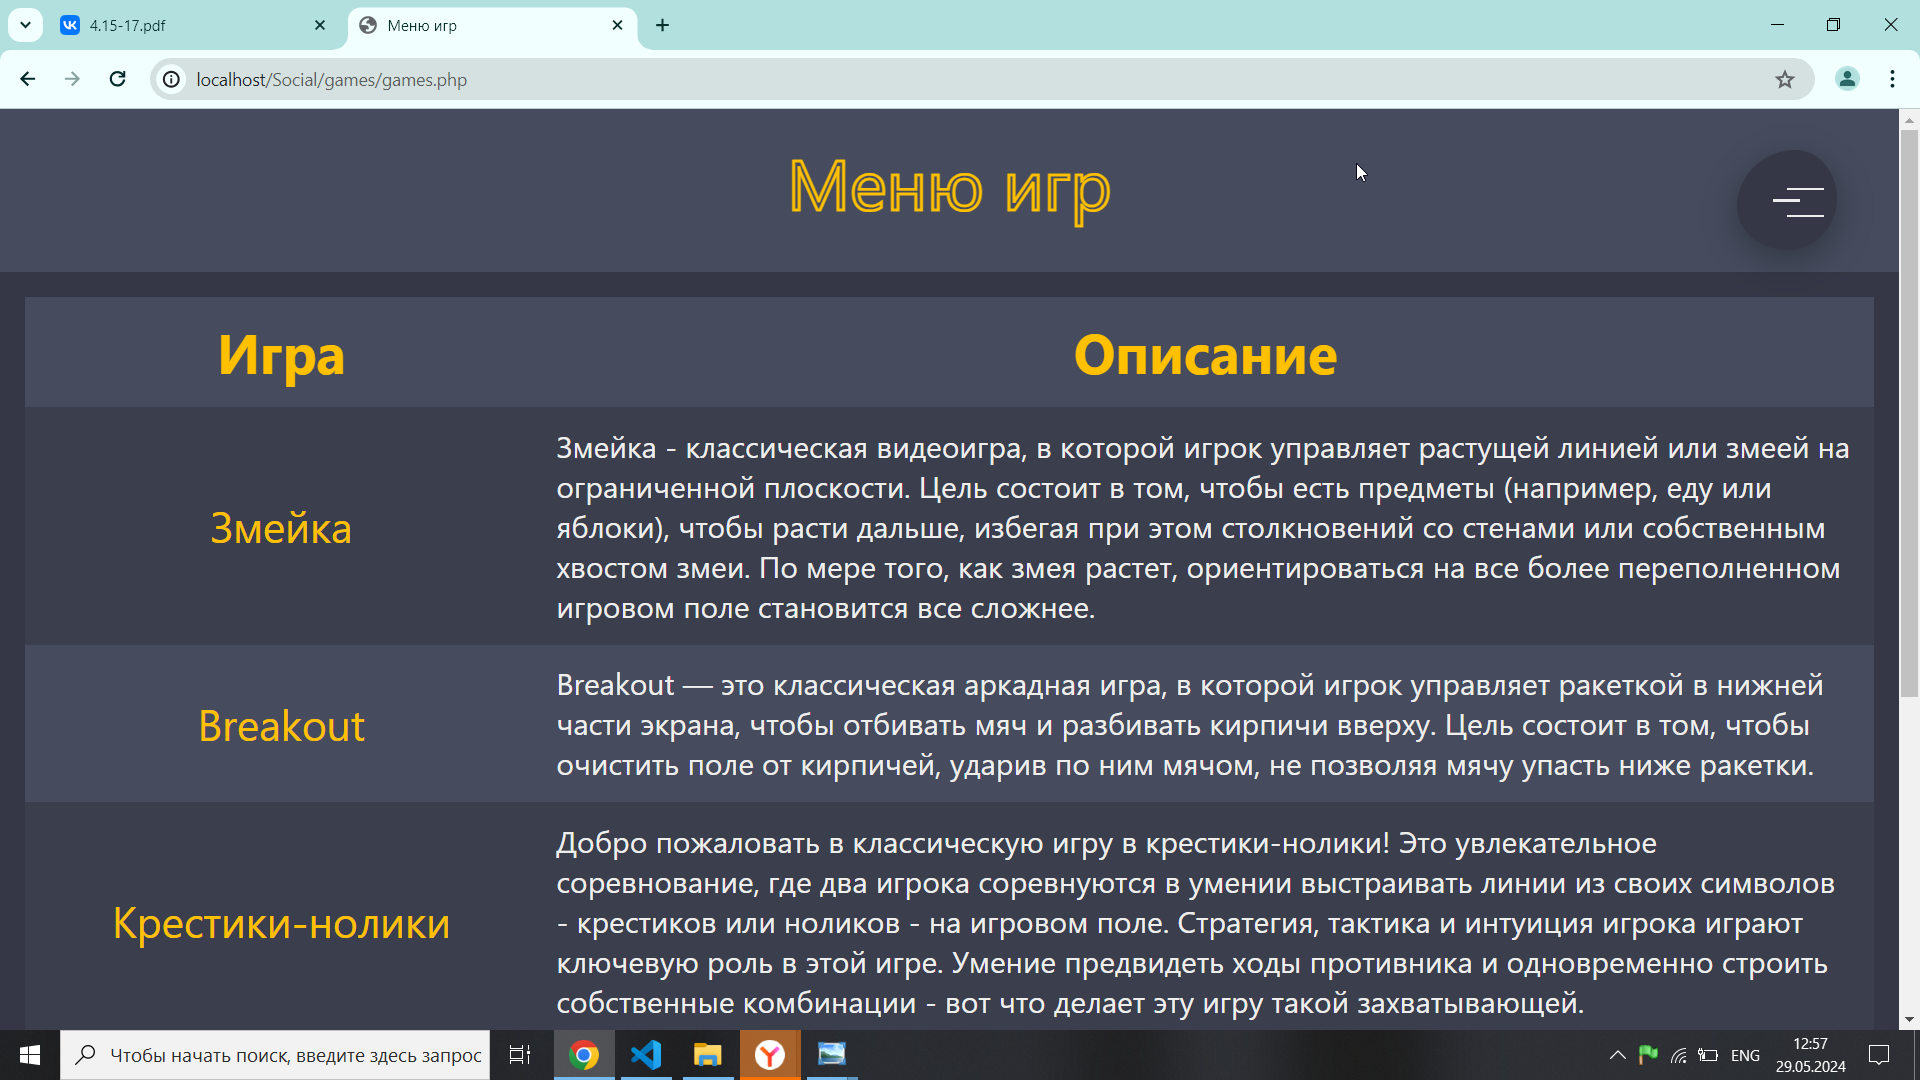 4.15-17.pdf
Меню игр
localhost/Social/games/games.php
Меню игр
Игра
Описание
Змейка
Змейка - классическая видеоигра, в которой игрок управляет растущей линией или змеей на
ограниченной плоскости. Цель состоит в том, чтобы есть предметы (например, еду или
яблоки), чтобы расти дальше, избегая при этом столкновений со стенами или собственным
хвостом змеи. По мере того, как змея растет, ориентироваться на все более переполненном
игровом поле становится все сложнее.
Breakout
Breakout — это классическая аркадная игра, в которой игрок управляет ракеткой в нижней
части экрана, чтобы отбивать мяч и разбивать кирпичи вверху. Цель состоит в том, чтобы
очистить поле от кирпичей, ударив по ним мячом, не позволяя мячу упасть ниже ракетки.
Крестики-нолики
Добро пожаловать в классическую игру в крестики-нолики! Это увлекательное
соревнование, где два игрока соревнуются в умении выстраивать линии из своих символов
- крестиков или ноликов - на игровом поле. Стратегия, тактика и интуиция игрока играют
ключевую роль в этой игре. Умение предвидеть ходы противника и одновременно строить
собственные комбинации - вот что делает эту игру такой захватывающей.
Чтобы начать поиск, введите здесь запрос
ENG
12:57
29.05.2024